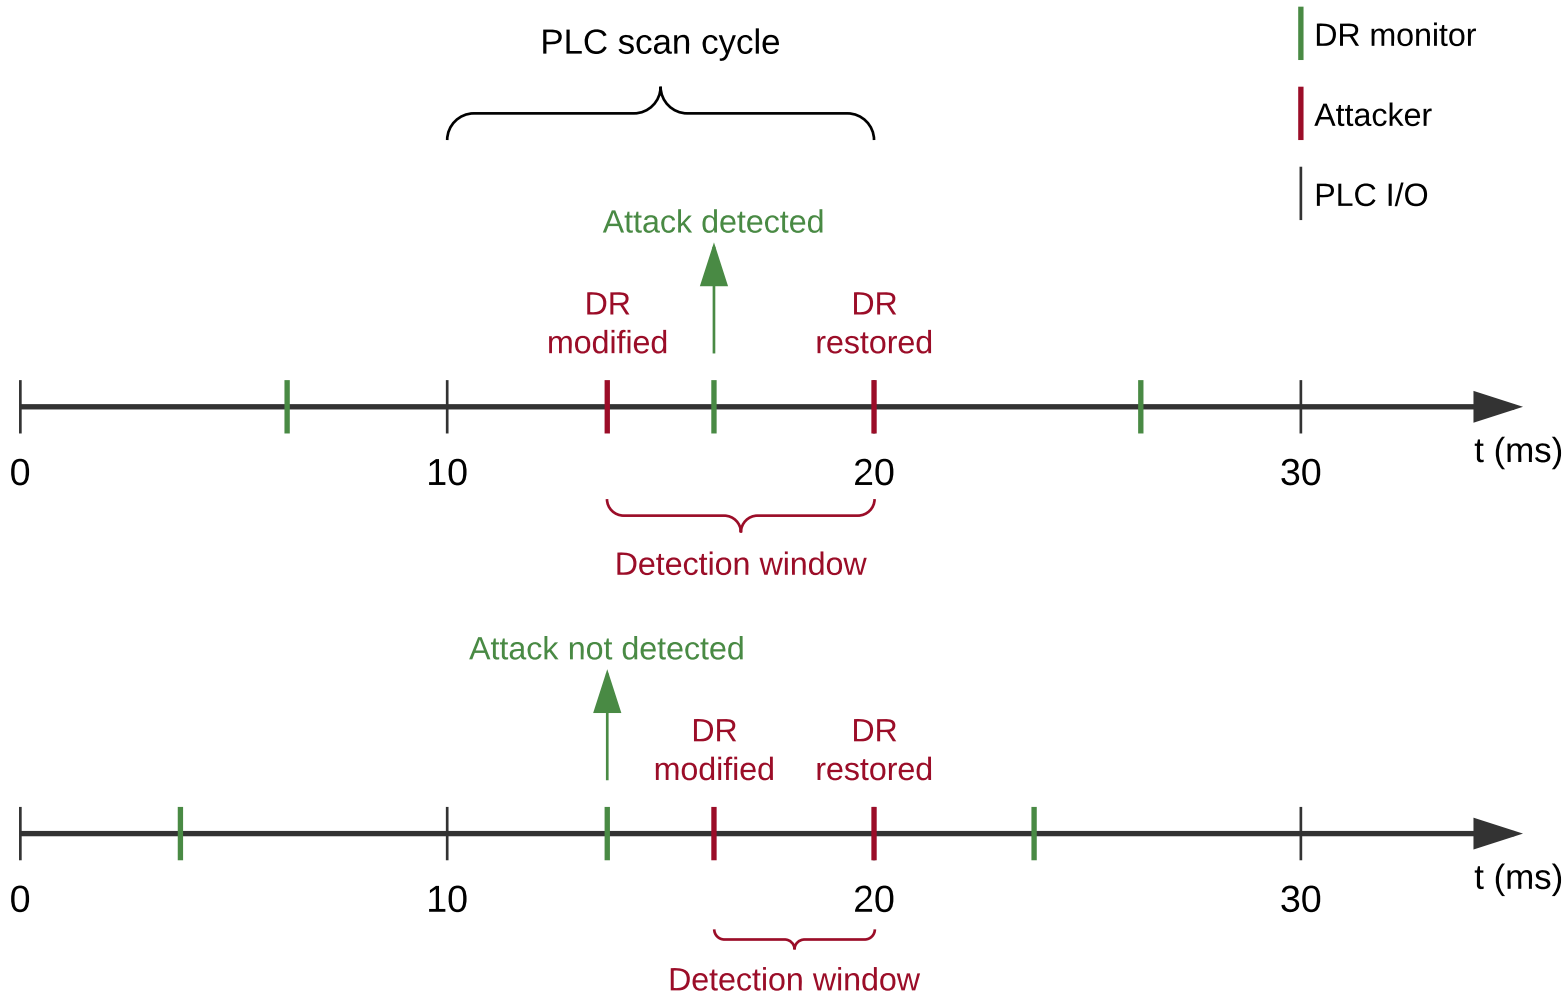 PLC scan cycle
DR monitor
Attacker
PLC I/O
Attack detected
DR
modified
DR
restored
0
10
20
30
t (ms)
Detection window
Attack not detected
DR
modified
DR
restored
0
10
20
30
t (ms)
Detection window